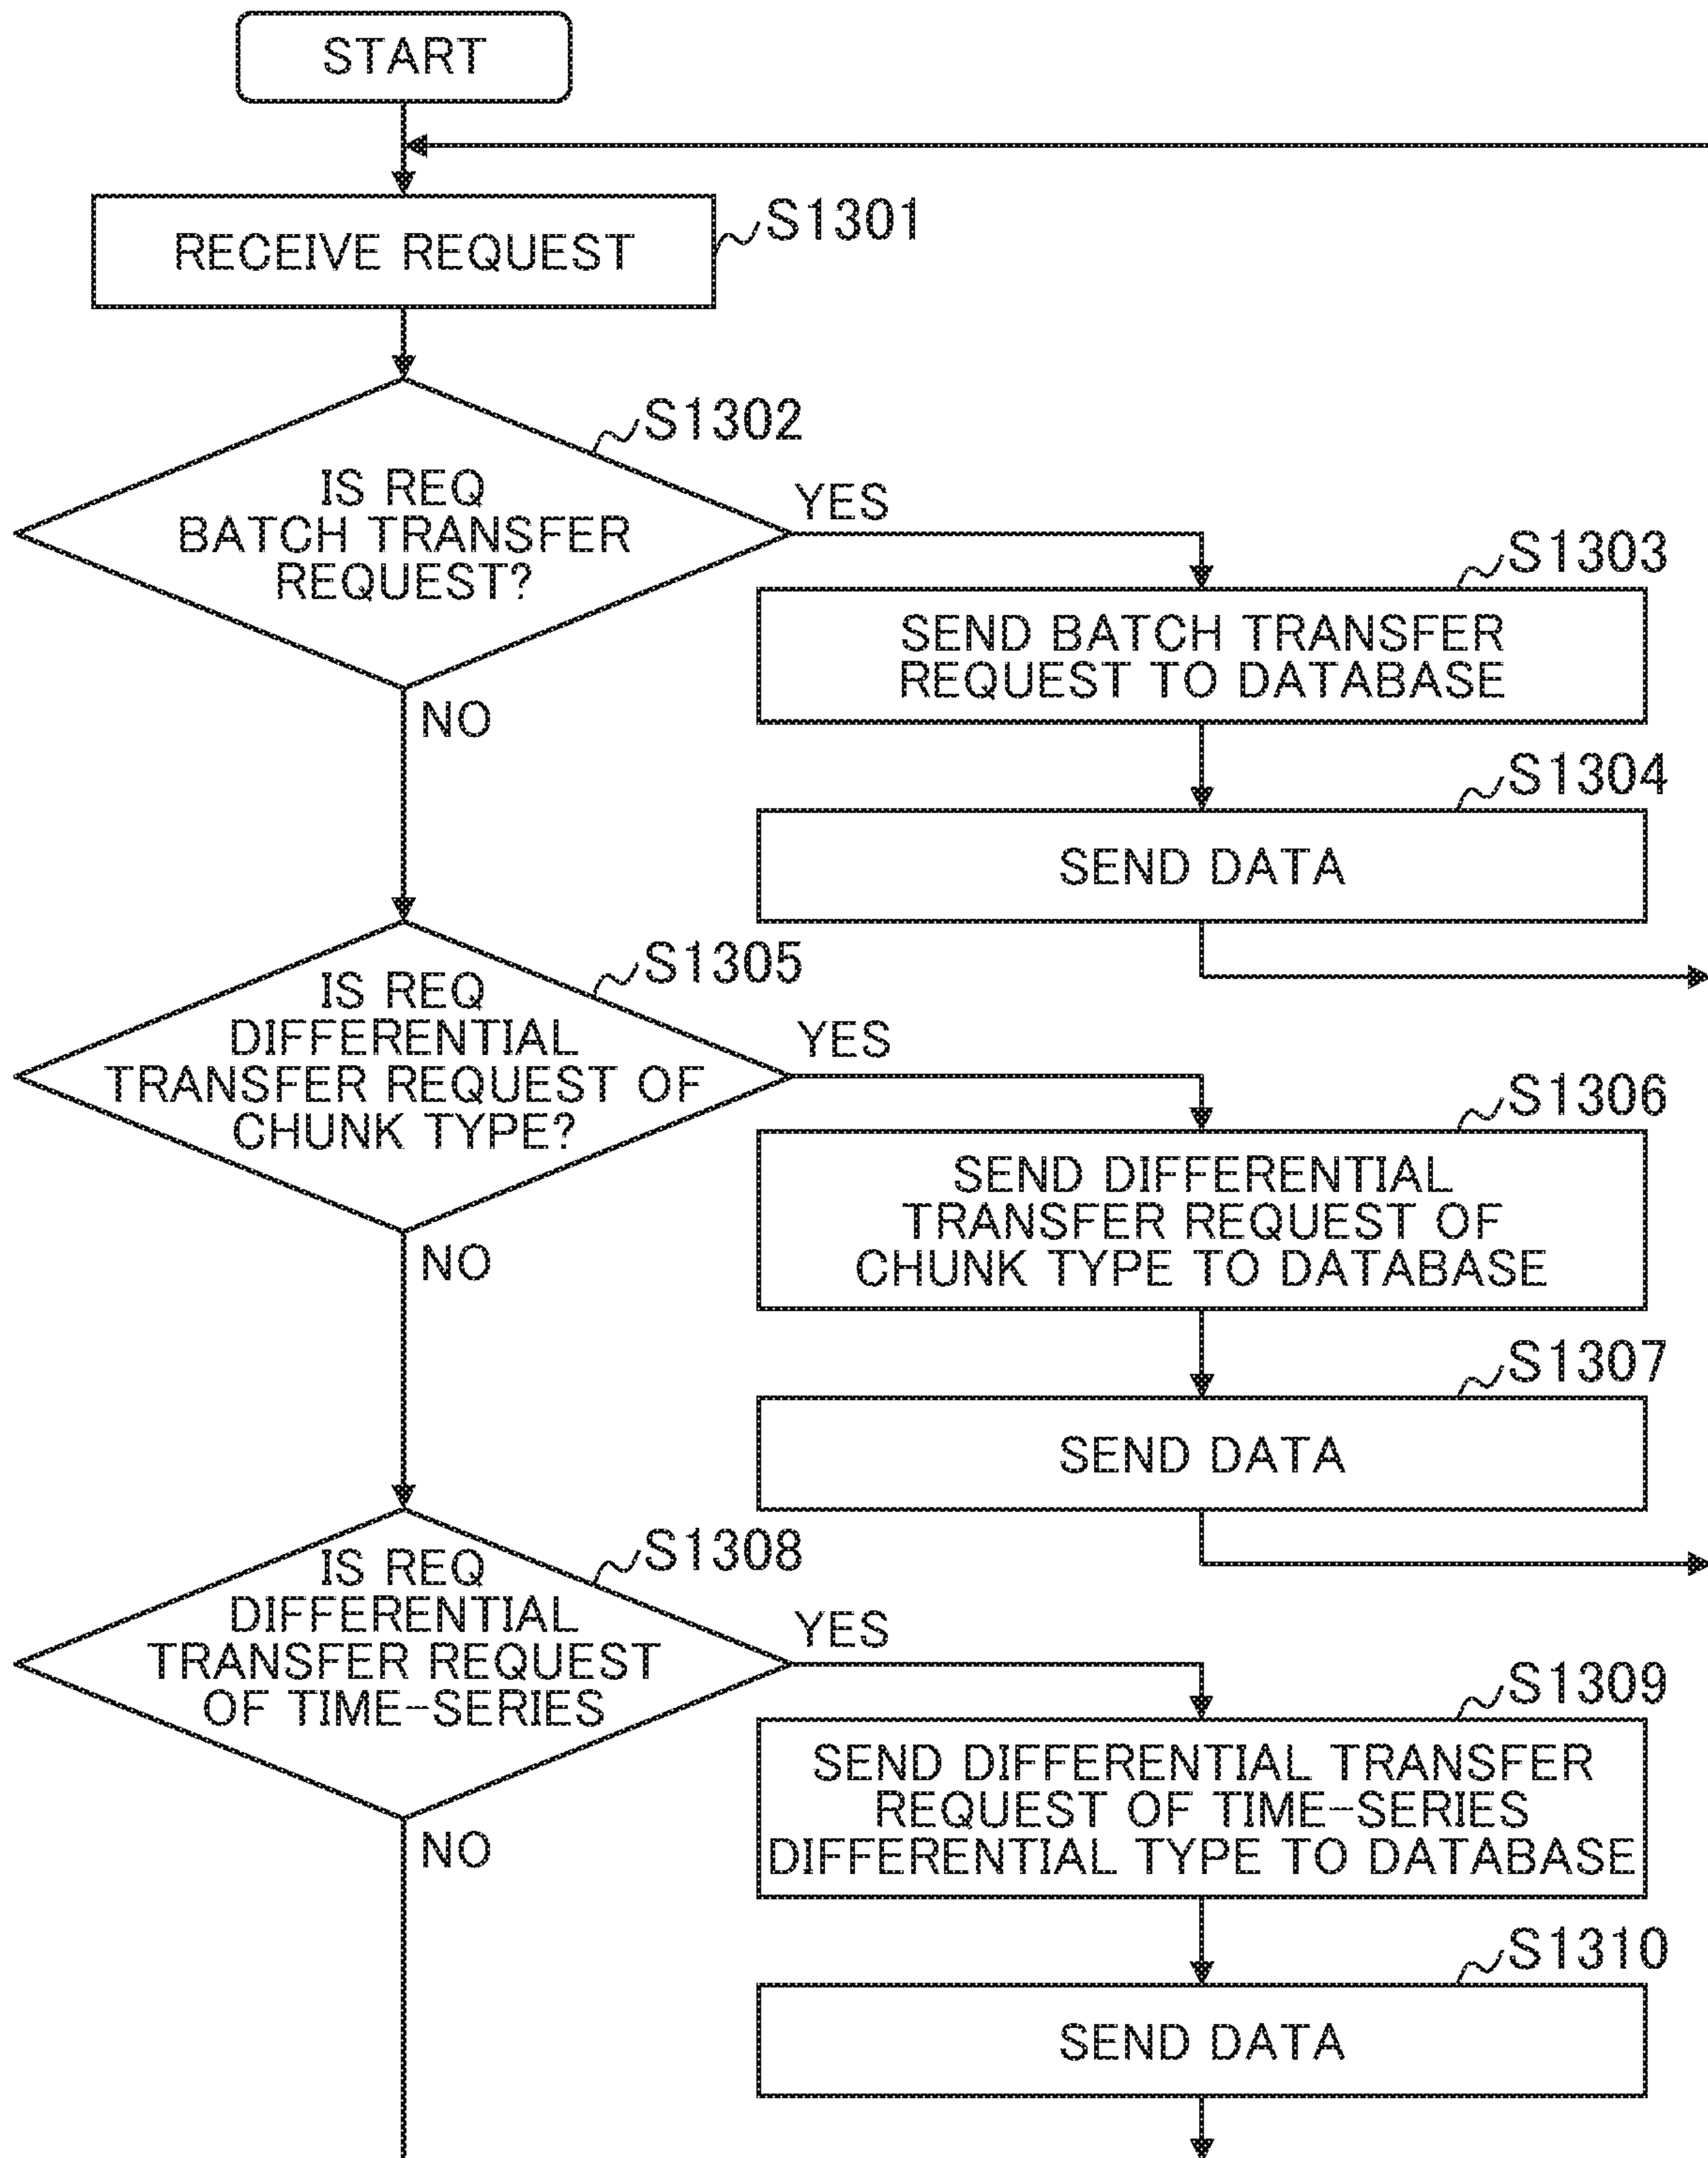 START
RECEIVE REQUEST
S1301
S1302
IS REQ
BATCH TRANSFER
REQUEST?
YES
NO
S1303
SEND BATCH TRANSFER
REQUEST TO DATABASE
S1304
SEND DATA
S1305
IS REQ
DIFFERENTIAL
TRANSFER REQUEST OF
CHUNK TYPE?
YES
NO
S1306
SEND DIFFERENTIAL
TRANSFER REQUEST OF
CHUNK TYPE TO DATABASE
S1307
SEND DATA
S1308
IS REQ
DIFFERENTIAL
TRANSFER REQUEST
OF TIME-SERIES
YES
NO
S1309
SEND DIFFERENTIAL TRANSFER
REQUEST OF TIME-SERIES
DIFFERENTIAL TYPE TO DATABASE
S1310
SEND DATA